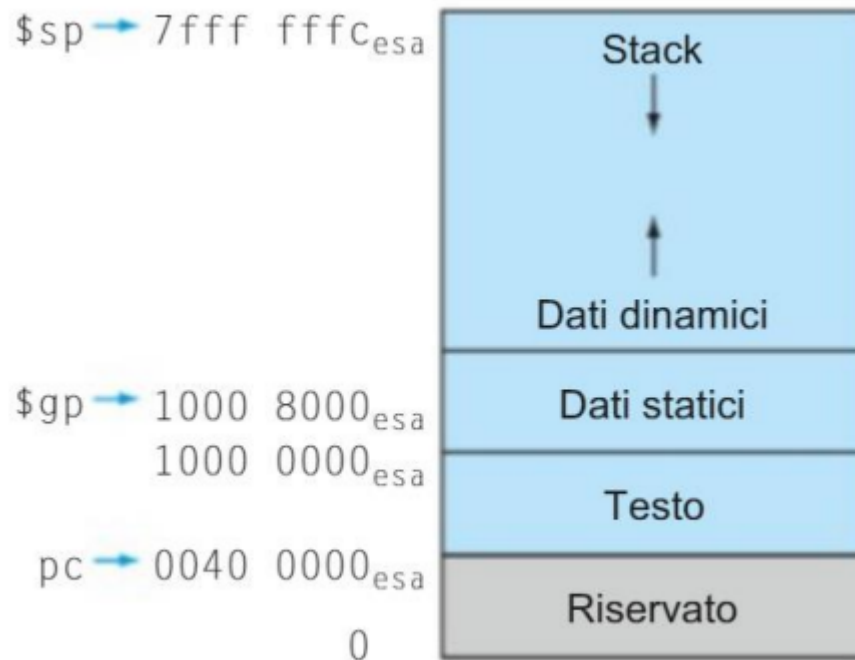 $sp → 7fff fffc esa
Stack
Dati dinamici
$gp → 1000 8000 esa
Dati statici
1000 0000 esa
Testo
pc → 0040 0000 esa
Riservato
0